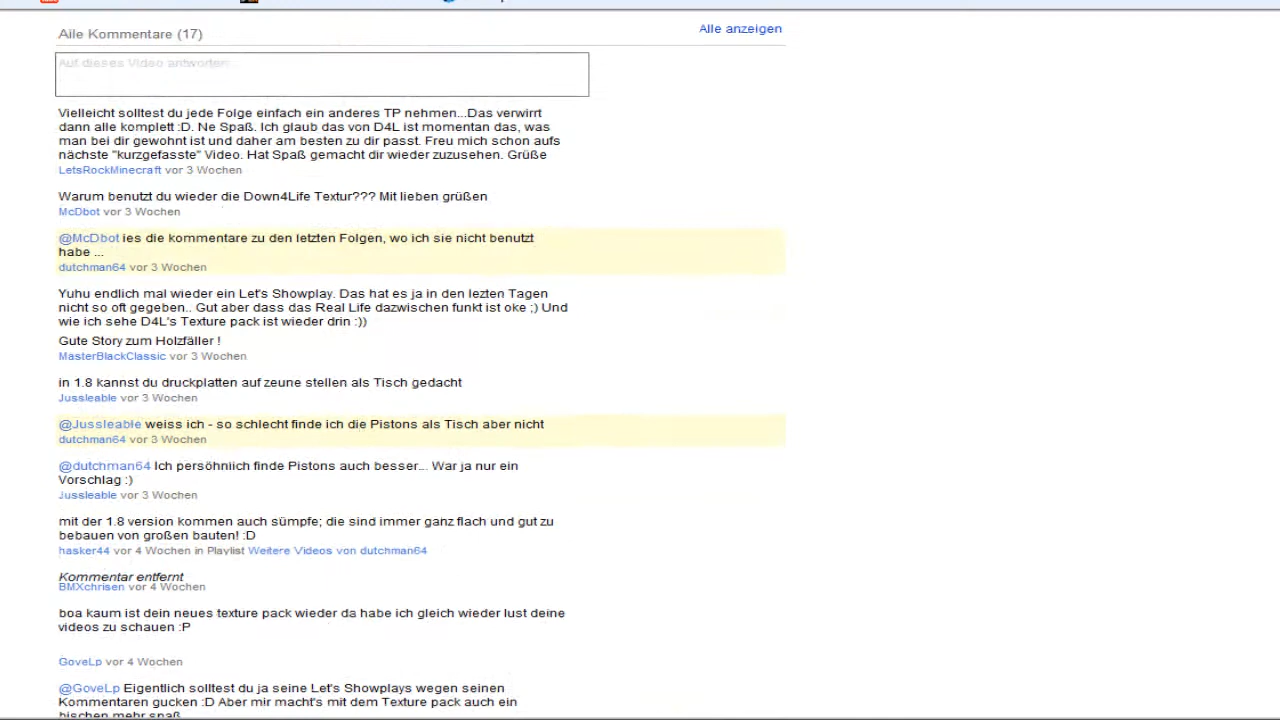 Alle Kommentare (17)
Alle anzeigen
Auf dieses Video antworten...
Vielleicht solltest du jede Folge einfach ein anderes TP nehmen...Das verwirrt
dann alle komplett :D. Ne Spaß. Ich glaub das von D4L ist momentan das, was
man bei dir gewohnt ist und daher am besten zu dir passt. Freu mich schon aufs
nächste "kurzgefasste" Video. Hat Spaß gemacht dir wieder zuzusehen. Grüße
LetsRockMinecraft vor 3 Wochen
Warum benutzt du wieder die Down4Life Textur??? Mit lieben grüßen
McDbot vor 3 Wochen
@McDbot ies die kommentare zu den letzten Folgen, wo ich sie nicht benutzt
habe ...
dutchman64 vor 3 Wochen
Yuhu endlich mal wieder ein Let's Showplay. Das hat es ja in den lezten Tagen
nicht so oft gegeben.. Gut aber dass das Real Life dazwischen funkt ist oke ;) Und
wie ich sehe D4L's Texture pack ist wieder drin :))
Gute Story zum Holzfäller !
MasterBlackClassic vor 3 Wochen
in 1.8 kannst du druckplatten auf zeune stellen als Tisch gedacht
Jussleable vor 3 Wochen
@Jussleable weiss ich - so schlecht finde ich die Pistons als Tisch aber nicht
dutchman64 vor 3 Wochen
@dutchman64 Ich persöhnlich finde Pistons auch besser... War ja nur ein
Vorschlag :)
Jussleable vor 3 Wochen
mit der 1.8 version kommen auch sümpfe; die sind immer ganz flach und gut zu
bebauen von großen bauten! :D
hasker44 vor 4 Wochen in Playlist Weitere Videos von dutchman64
Kommentar entfernt
BMXchrisen vor 4 Wochen
boa kaum ist dein neues texture pack wieder da habe ich gleich wieder lust deine
videos zu schauen :P
GoveLp vor 4 Wochen
@GoveLp Eigentlich solltest du ja seine Let's Showplays wegen seinen
Kommentaren gucken :D Aber mir macht's mit dem Texture pack auch ein
bischen mehr spaß